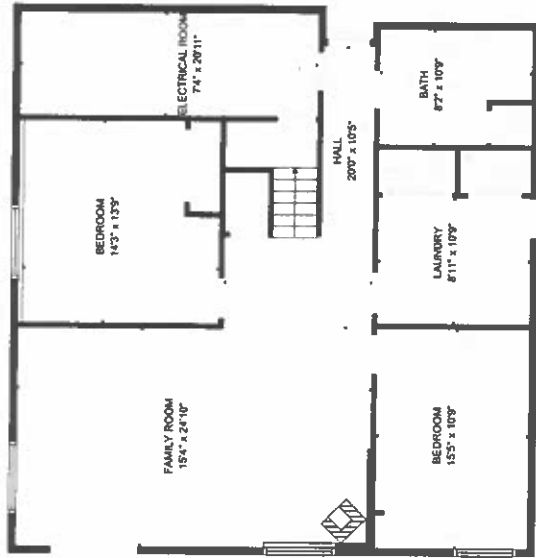 ELECTRICAL ROOM
7'4" x 20'11"
BATH
8'2" x 10'9"
HALL
20'0" x 10'5"
BEDROOM
14'3" x 13'9"
LAUNDRY
8'11" x 10'9"
FAMILY ROOM
15'4" x 24'10"
BEDROOM
15'5" x 10'9"